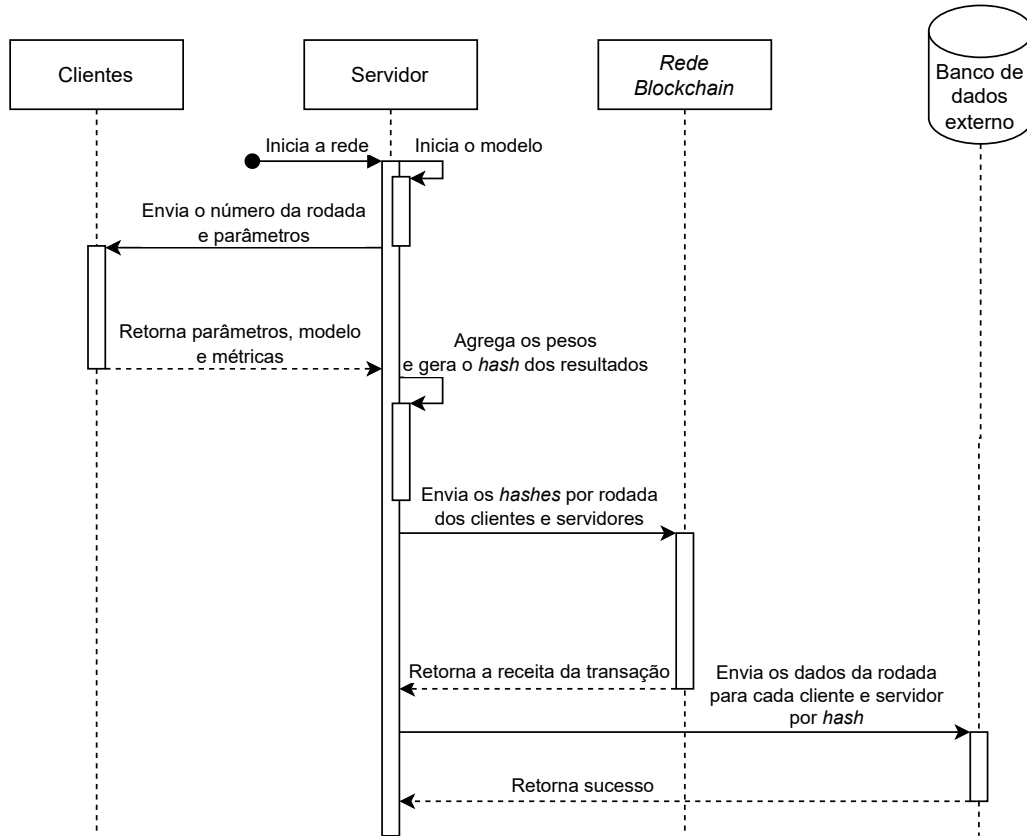 Clientes
Servidor
Rede
Blockchain
Banco de
dados
externo
Inicia a rede
Inicia o modelo
Envia o número da rodada
e parâmetros
Retorna parâmetros, modelo
e métricas
Agrega os pesos
e gera o hash dos resultados
Envia os hashes por rodada
dos clientes e servidores
Retorna a receita da transação
Envia os dados da rodada
para cada cliente e servidor
por hash
Retorna sucesso